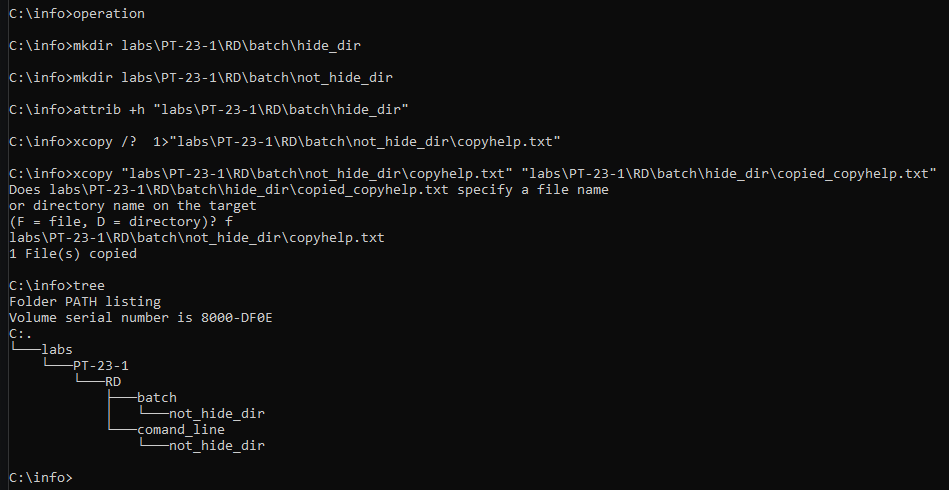 C:\info>operation
C:\info>mkdir labs\PT-23-1\RD\batch\hide_dir
C:\info>mkdir labs\PT-23-1\RD\batch\not_hide_dir
C:\info>attrib +h "labs\PT-23-1\RD\batch\hide_dir"
C:\info>xcopy /?  1>"labs\PT-23-1\RD\batch\not_hide_dir\copyhelp.txt"
C:\info>xcopy "labs\PT-23-1\RD\batch\not_hide_dir\copyhelp.txt" "labs\PT-23-1\RD\batch\hide_dir\copied_copyhelp.txt"
Does labs\PT-23-1\RD\batch\hide_dir\copied_copyhelp.txt specify a file name
or directory name on the target
(F = file, D = directory)? f
labs\PT-23-1\RD\batch\not_hide_dir\copyhelp.txt
1 File(s) copied
C:\info>tree
Folder PATH listing
Volume serial number is 8000-DF0E
C:.
└───labs
    └───PT-23-1
        └───RD
            ├───batch
            │   └───not_hide_dir
            └───comand_line
                └───not_hide_dir
C:\info>